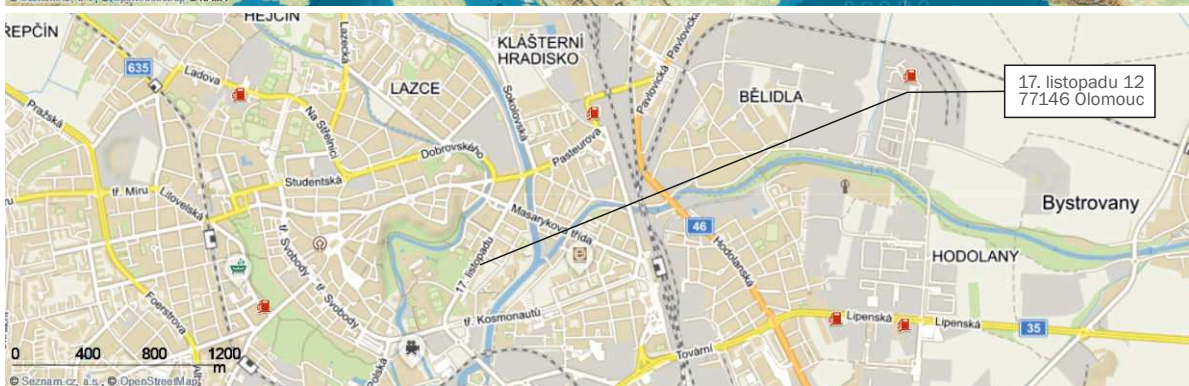 HEJČÍN
ŘEPČÍN
KLÁŠTERNÍ
HRADISKO
Pavlovická
Pavlovická
Lazecká
635
Ladova
LAZCE
Sokolovská
BĚLIDLA
17. listopadu 12
77146 Olomouc
Pražská
Na Střelnici
Dobrovského
Pasteurova
Studentská
tř. Míru
Litovelská
Masarykova třída
Bystrovany
tř. Svobody
46
17. listopadu
Hodolanská
HODOLANY
tř. Svobody
Foerstrova
tř. Kosmonautů
Lipenská
Lipenská
35
Tovární
Polská
0 400 800 1200
m
© Seznam.cz, a.s., © OpenStreetMap